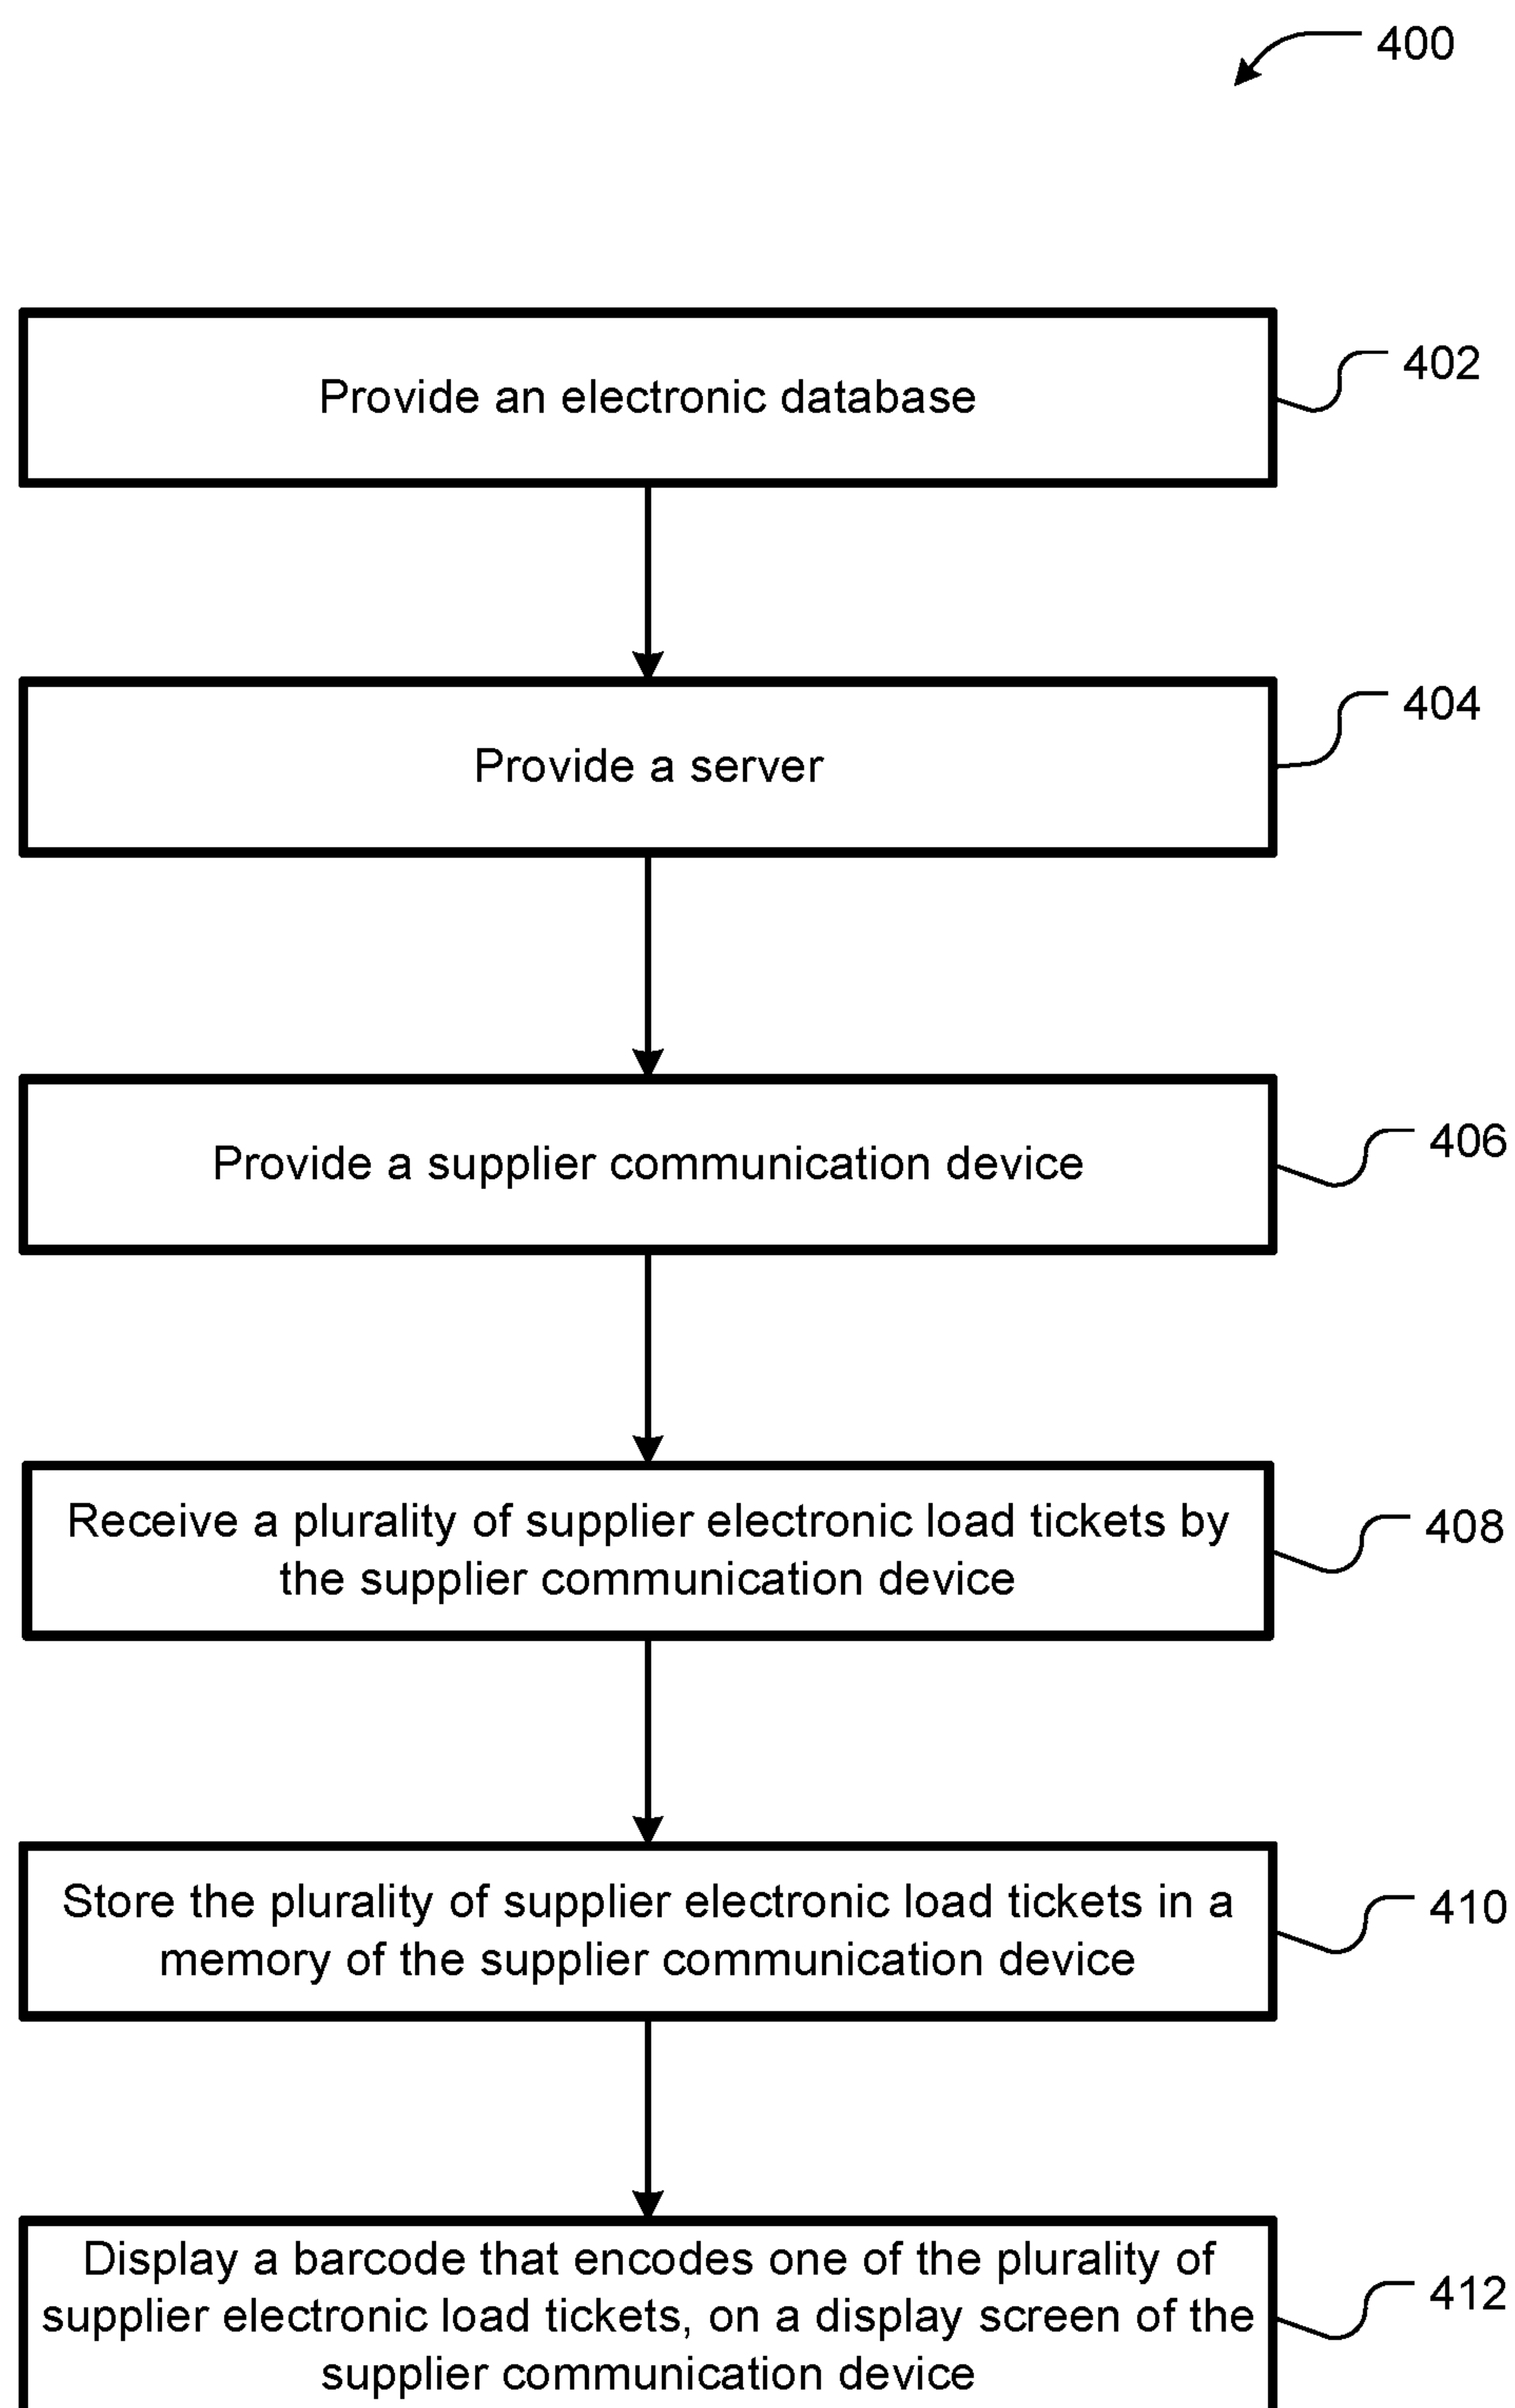 400
Provide an electronic database
402
Provide a server
404
Provide a supplier communication device
406
Receive a plurality of supplier electronic load tickets by
the supplier communication device
408
Store the plurality of supplier electronic load tickets in a
memory of the supplier communication device
410
Display a barcode that encodes one of the plurality of
supplier electronic load tickets, on a display screen of the
supplier communication device
412